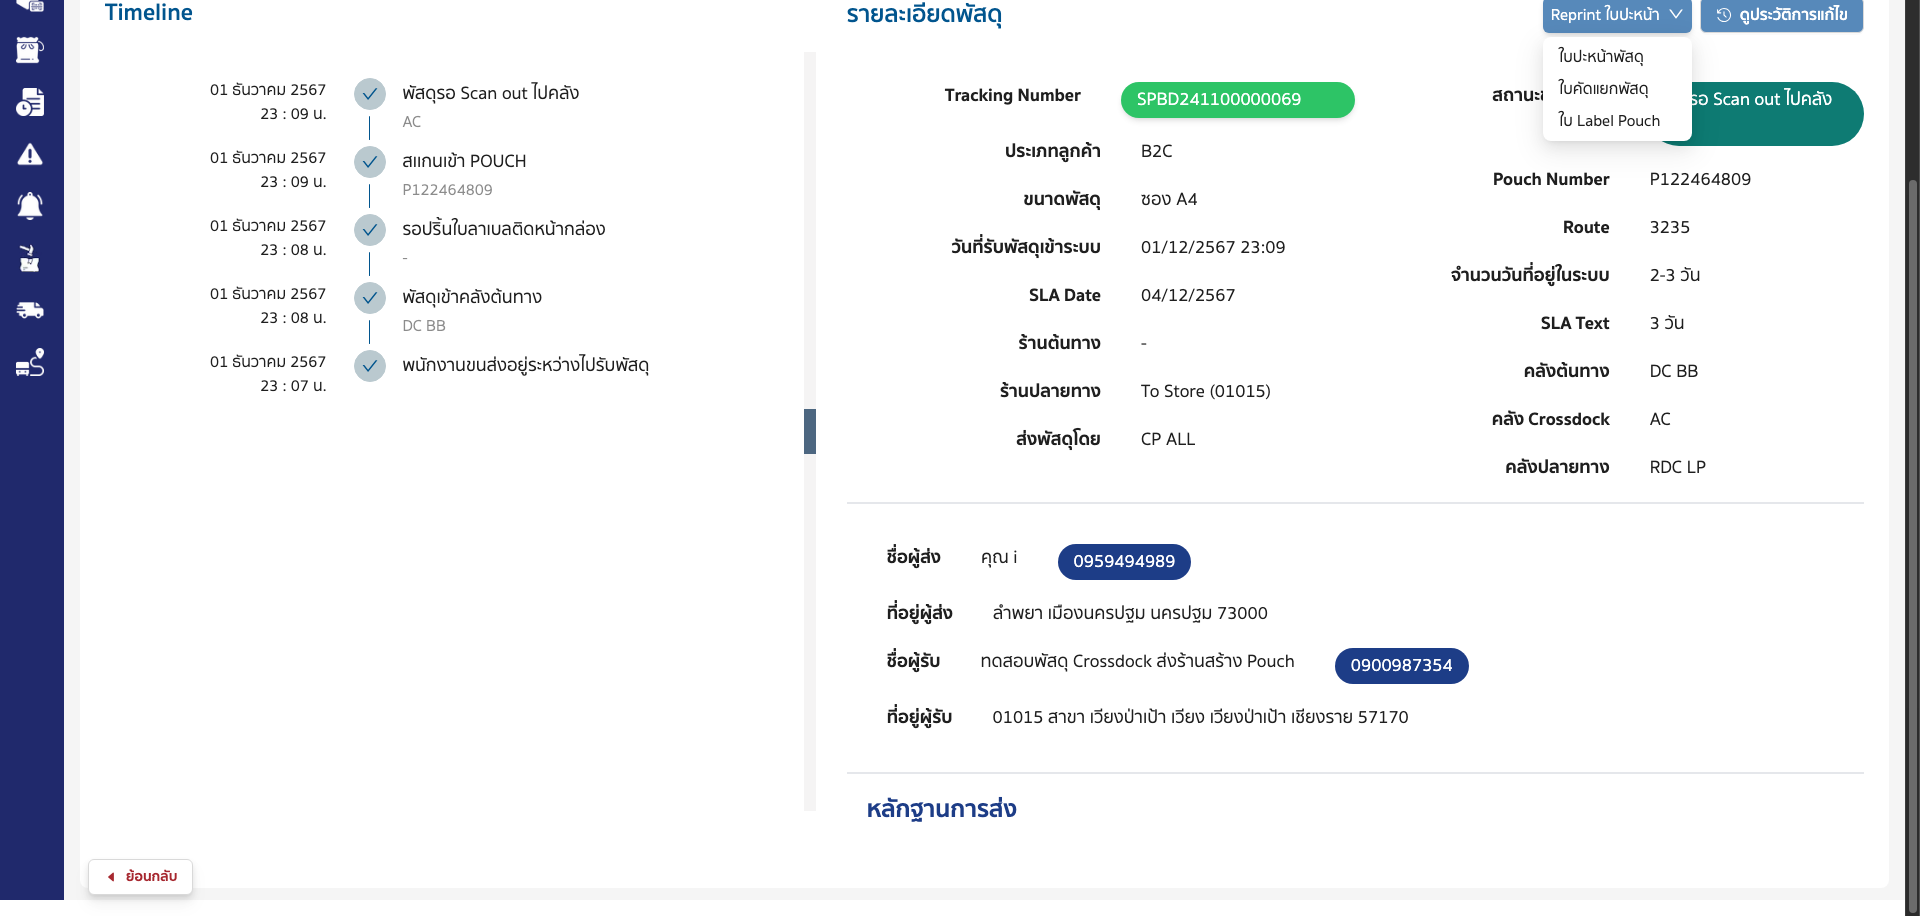 Timeline
01 ธันวาคม 2567
23 : 09 น.
พัสดุรอ Scan out ไปคลัง
AC
01 ธันวาคม 2567
23 : 09 น.
สแกนเข้า POUCH
P122464809
01 ธันวาคม 2567
23 : 08 น.
รอปริ้นใบลาเบลติดหน้ากล่อง
-
01 ธันวาคม 2567
23 : 08 น.
พัสดุเข้าคลังต้นทาง
DC BB
01 ธันวาคม 2567
23 : 07 น.
พนักงานขนส่งอยู่ระหว่างไปรับพัสดุ
รายละเอียดพัสดุ
Reprint ใบปะหน้า
ดูประวัติการแก้ไข
ใบปะหน้าพัสดุ
ใบคัดแยกพัสดุ
ใบ Label Pouch
Tracking Number SPBD241100000069
ประเภทลูกค้า B2C
ขนาดพัสดุ ซอง A4
วันที่รับพัสดุเข้าระบบ 01/12/2567 23:09
SLA Date 04/12/2567
ร้านต้นทาง -
ร้านปลายทาง To Store (01015)
ส่งพัสดุโดย CP ALL
สถานะ รอ Scan out ไปคลัง
Pouch Number P122464809
Route 3235
จำนวนวันที่อยู่ในระบบ 2-3 วัน
SLA Text 3 วัน
คลังต้นทาง DC BB
คลัง Crossdock AC
คลังปลายทาง RDC LP
ชื่อผู้ส่ง คุณ i 0959494989
ที่อยู่ผู้ส่ง ลำพยา เมืองนครปฐม นครปฐม 73000
ชื่อผู้รับ ทดสอบพัสดุ Crossdock ส่งร้านสร้าง Pouch 0900987354
ที่อยู่ผู้รับ 01015 สาขา เวียงป่าเป้า เวียง เวียงป่าเป้า เชียงราย 57170
หลักฐานการส่ง
ย้อนกลับ